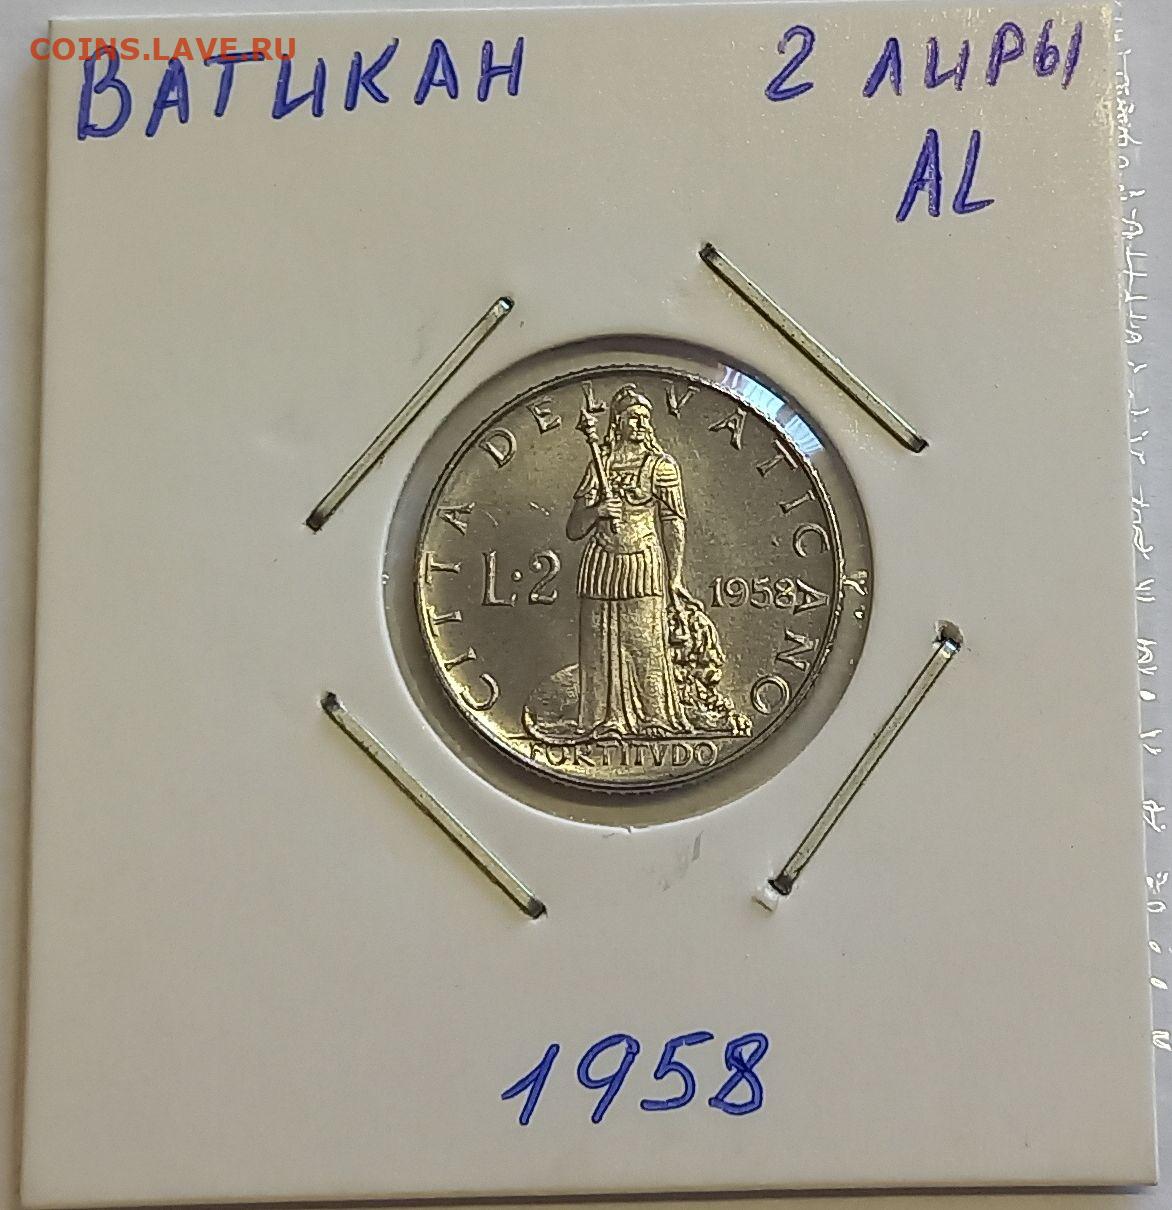 COINS.LAVE.RU
ВАТИКАН 2 ЛИРЫ
AL
CITTA DEL VATICANO
L:2 1958
FORTITVDO
1958